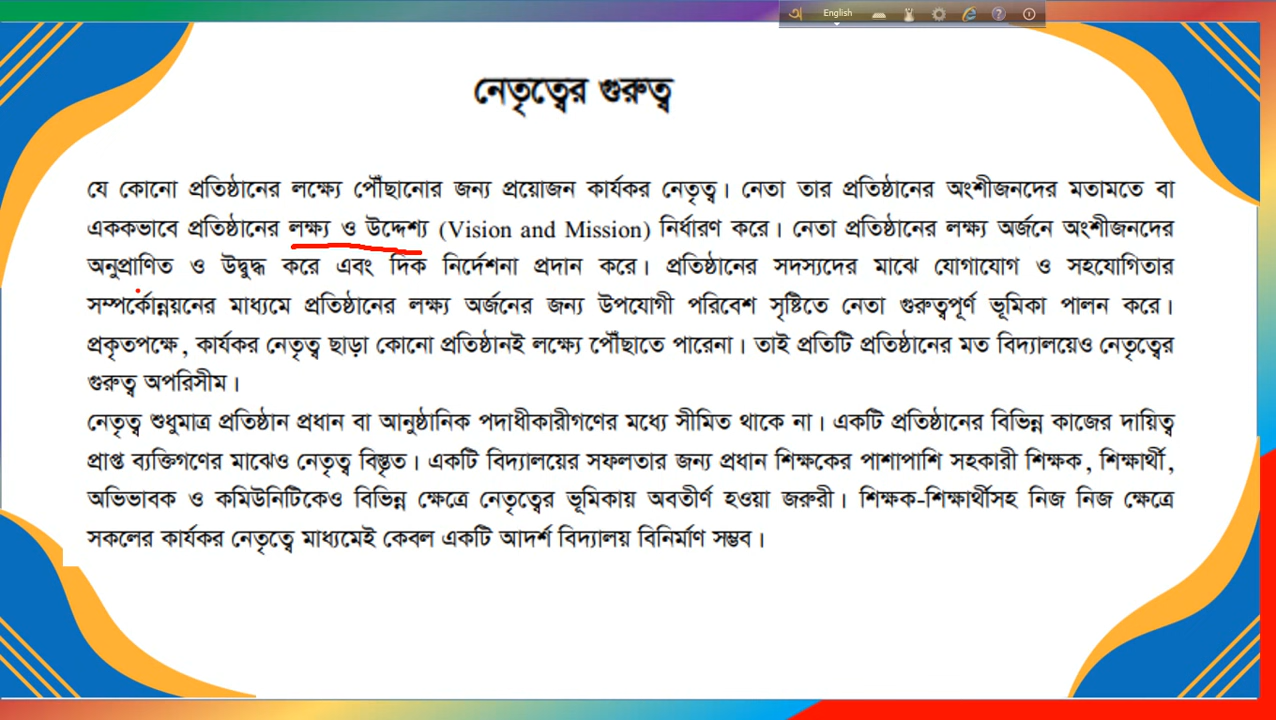 English
নেতৃত্বের গুরুত্ব
যে কোনো প্রতিষ্ঠানের লক্ষ্যে পৌঁছানোর জন্য প্রয়োজন কার্যকর নেতৃত্ব। নেতা তার প্রতিষ্ঠানের অংশীজনদের মতামতে বা
এককভাবে প্রতিষ্ঠানের লক্ষ্য ও উদ্দেশ্য (Vision and Mission) নির্ধারণ করে। নেতা প্রতিষ্ঠানের লক্ষ্য অর্জনে অংশীজনদের
অনুপ্রাণিত ও উদ্বুদ্ধ করে এবং দিক নির্দেশনা প্রদান করে। প্রতিষ্ঠানের সদস্যদের মাঝে যোগাযোগ ও সহযোগিতার
সম্পর্কোন্নয়নের মাধ্যমে প্রতিষ্ঠানের লক্ষ্য অর্জনের জন্য উপযোগী পরিবেশ সৃষ্টিতে নেতা গুরুত্বপূর্ণ ভূমিকা পালন করে।
প্রকৃতপক্ষে, কার্যকর নেতৃত্ব ছাড়া কোনো প্রতিষ্ঠানই লক্ষ্যে পৌঁছাতে পারেনা। তাই প্রতিটি প্রতিষ্ঠানের মত বিদ্যালয়েও নেতৃত্বের
গুরুত্ব অপরিসীম।
নেতৃত্ব শুধুমাত্র প্রতিষ্ঠান প্রধান বা আনুষ্ঠানিক পদাধীকারীগণের মধ্যে সীমিত থাকে না। একটি প্রতিষ্ঠানের বিভিন্ন কাজের দায়িত্ব
প্রাপ্ত ব্যক্তিগণের মাঝেও নেতৃত্ব বিস্তৃত। একটি বিদ্যালয়ের সফলতার জন্য প্রধান শিক্ষকের পাশাপাশি সহকারী শিক্ষক, শিক্ষার্থী,
অভিভাবক ও কমিউনিটিকেও বিভিন্ন ক্ষেত্রে নেতৃত্বের ভূমিকায় অবতীর্ণ হওয়া জরুরী। শিক্ষক-শিক্ষার্থীসহ নিজ নিজ ক্ষেত্রে
সকলের কার্যকর নেতৃত্বে মাধ্যমেই কেবল একটি আদর্শ বিদ্যালয় বিনির্মাণ সম্ভব।